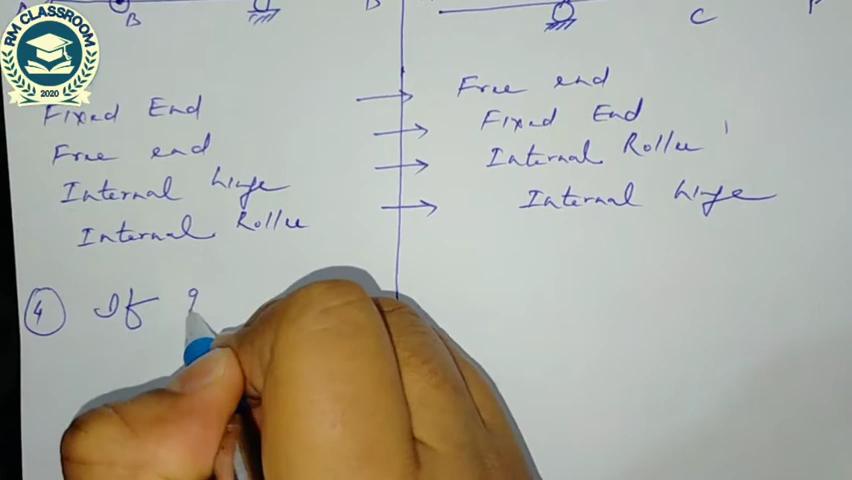 RM CLASSROOM
2020
B
B
C
Fixed End → Free end
Free end → Fixed End
Internal hinge → Internal Roller
Internal Roller → Internal hinge
④ If